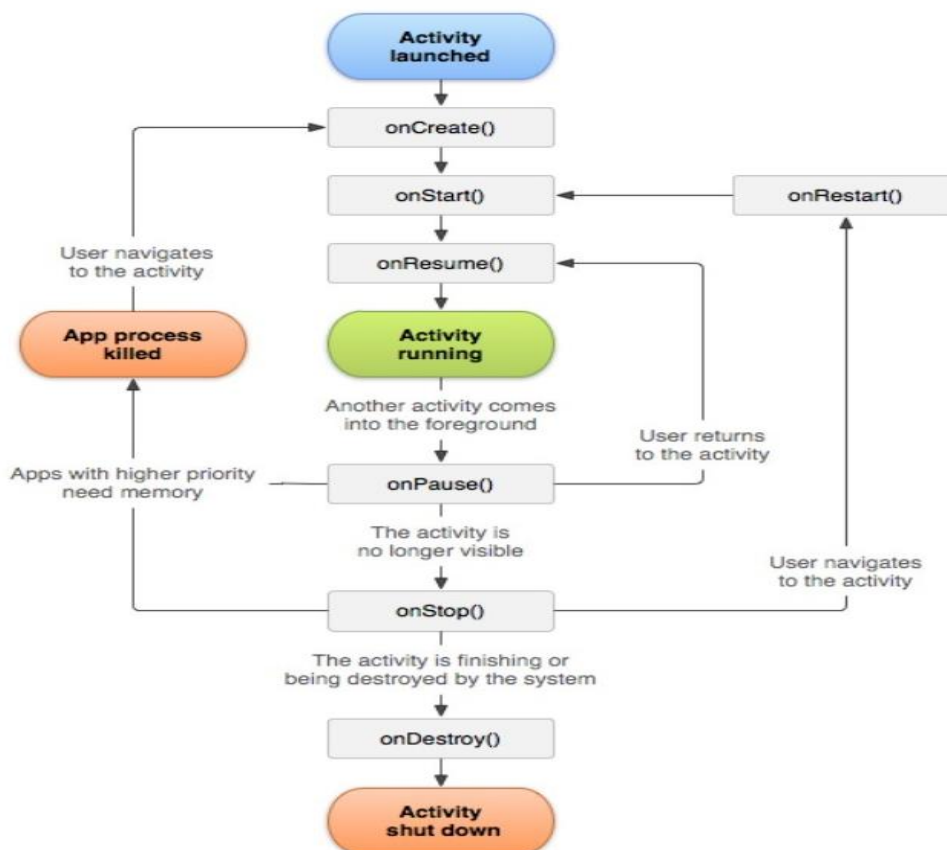 Activity
launched
onCreate()
onStart()
onRestart()
User navigates
to the activity
onResume()
App process
killed
Activity
running
Another activity comes
into the foreground
User returns
to the activity
Apps with higher priority
need memory
onPause()
The activity is
no longer visible
User navigates
to the activity
onStop()
The activity is finishing or
being destroyed by the system
onDestroy()
Activity
shut down